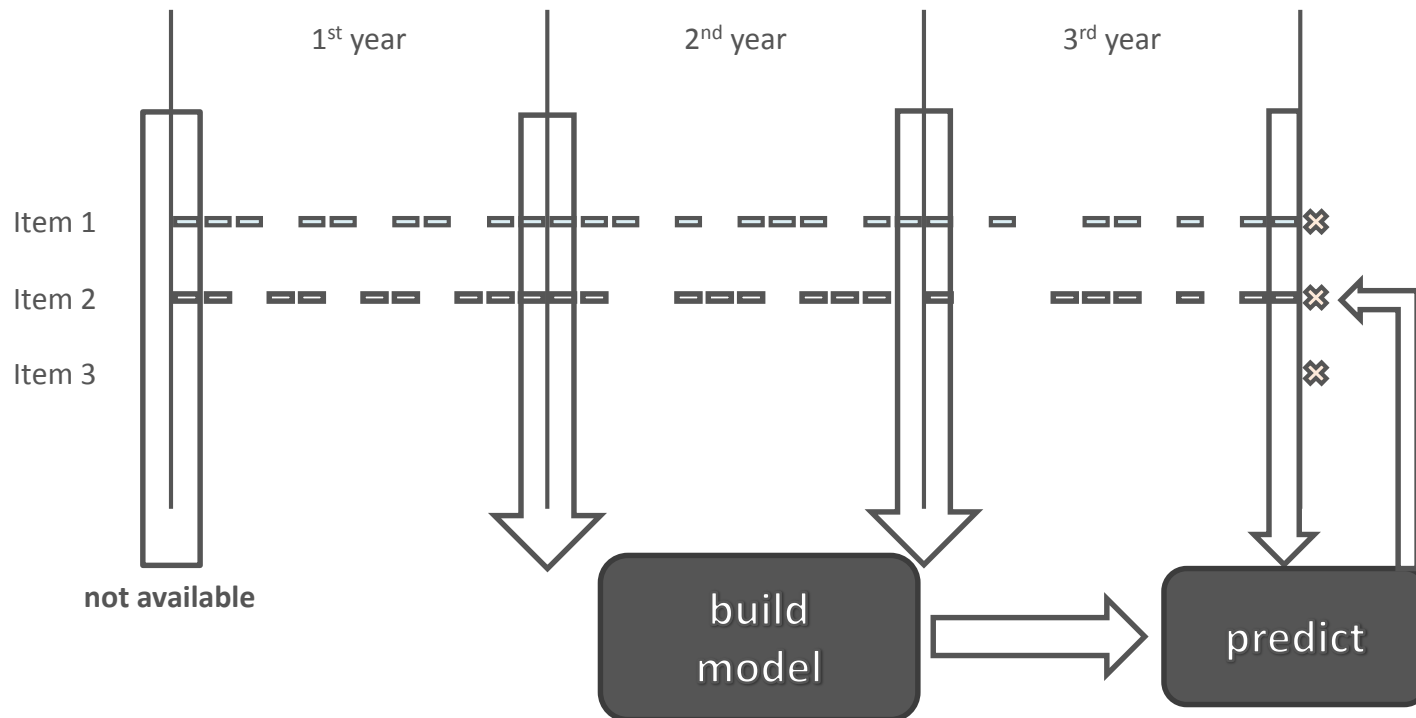 1st year
2nd year
3rd year
Item 1
Item 2
Item 3
not available
build
model
predict